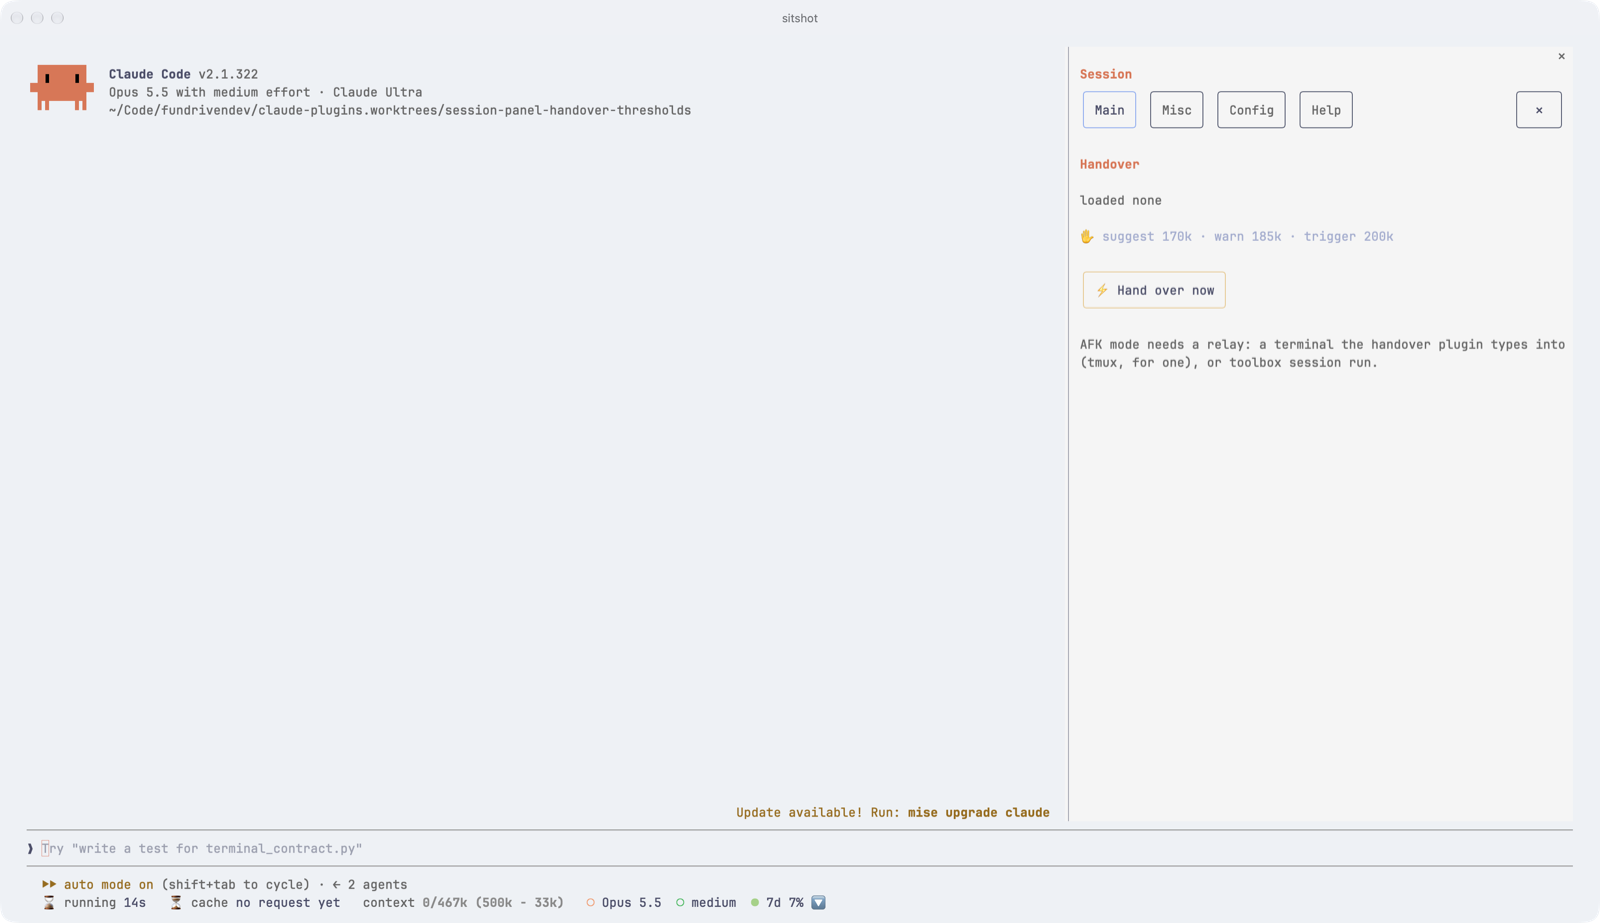 sitshot
Claude Code v2.1.322
Opus 5.5 with medium effort · Claude Ultra
~/Code/fundrivendev/claude-plugins.worktrees/session-panel-handover-thresholds
Update available! Run: mise upgrade claude
×
Session
Main Misc Config Help ×
Handover
loaded none
✋ suggest 170k · warn 185k · trigger 200k
⚡ Hand over now
AFK mode needs a relay: a terminal the handover plugin types into
(tmux, for one), or toolbox session run.
❯ Try "write a test for terminal_contract.py"
⏵⏵ auto mode on (shift+tab to cycle) · ← 2 agents
⌛ running 14s ⏳ cache no request yet context 0/467k (500k - 33k) ○ Opus 5.5 ○ medium ● 7d 7% 🔽